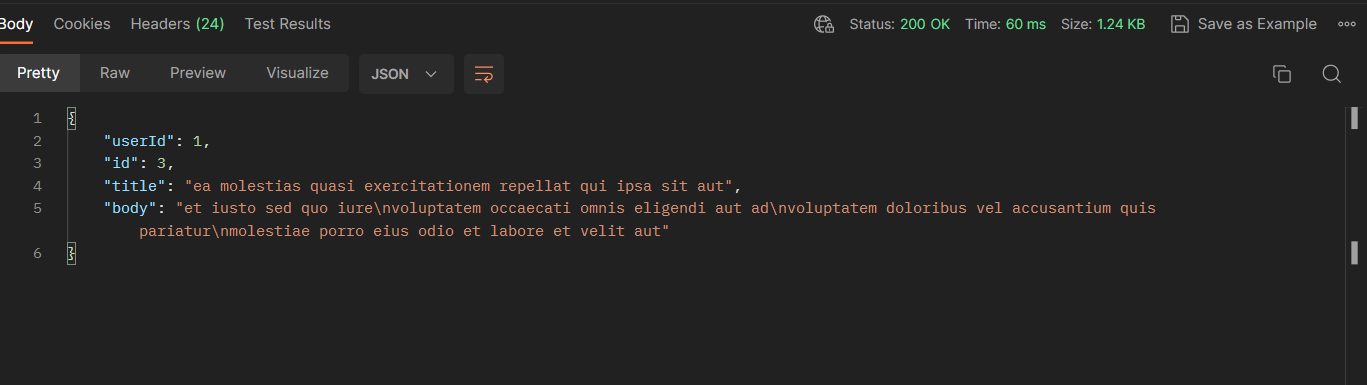 Body Cookies Headers (24) Test Results Status: 200 OK Time: 60 ms Size: 1.24 KB Save as Example
Pretty Raw Preview Visualize JSON
1 {
2 "userId": 1,
3 "id": 3,
4 "title": "ea molestias quasi exercitationem repellat qui ipsa sit aut",
5 "body": "et iusto sed quo iure\nvoluptatem occaecati omnis eligendi aut ad\nvoluptatem doloribus vel accusantium quis
pariatur\nmolestiae porro eius odio et labore et velit aut"
6 }